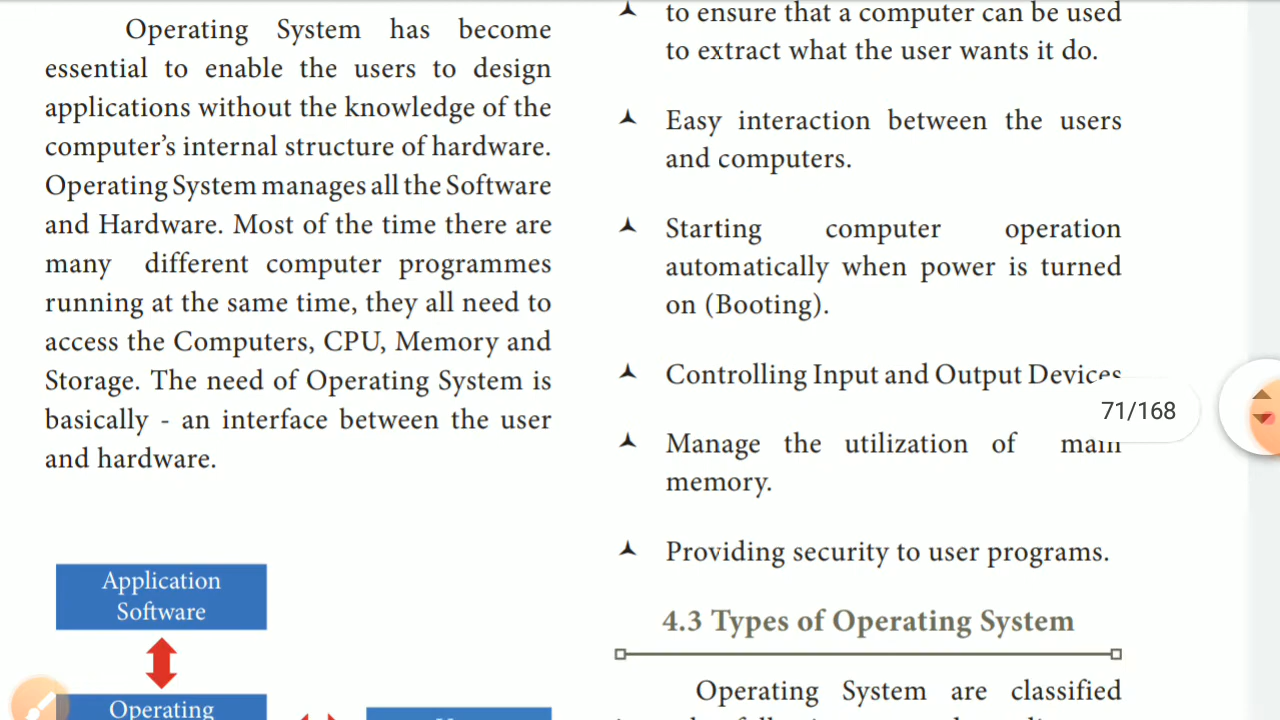 Operating System has become
essential to enable the users to design
applications without the knowledge of the
computer's internal structure of hardware.
Operating System manages all the Software
and Hardware. Most of the time there are
many different computer programmes
running at the same time, they all need to
access the Computers, CPU, Memory and
Storage. The need of Operating System is
basically - an interface between the user
and hardware.
Application
Software
Operating
to ensure that a computer can be used
to extract what the user wants it do.
Easy interaction between the users
and computers.
Starting computer operation
automatically when power is turned
on (Booting).
Controlling Input and Output Devices
Manage the utilization of main
memory.
Providing security to user programs.
4.3 Types of Operating System
Operating System are classified
71/168